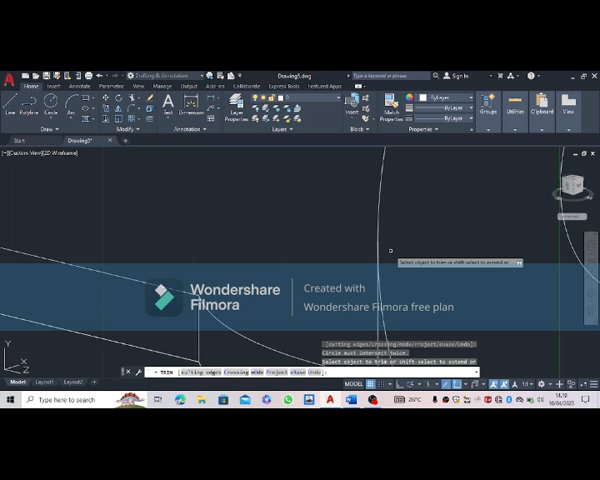 Drafting & Annotation
Drawing5.dwg
Type a keyword or phrase
Sign In
Home Insert Annotate Parametric View Manage Output Add-ins Collaborate Express Tools Featured Apps
Line Polyline Circle Arc
Text Dimension
Layer Properties
Insert
Match Properties
ByLayer
ByLayer
ByLayer
Groups Utilities Clipboard View
Draw Modify Annotation Layers Block Properties
Start Drawing5*
[-][Custom View][2D Wireframe]
Select object to trim or shift-select to extend or
Wondershare
Filmora
Created with
Wondershare Filmora free plan
[cutting edges/Crossing/mode/Project/eRase/Undo]:
Circle must intersect twice.
Select object to trim or shift-select to extend or
TRIM [cutting edges Crossing mOde Project eRase Undo]:
Y
Z
X
Model Layout1 Layout2
MODEL
Type here to search
26°C
14.19
18/04/2023